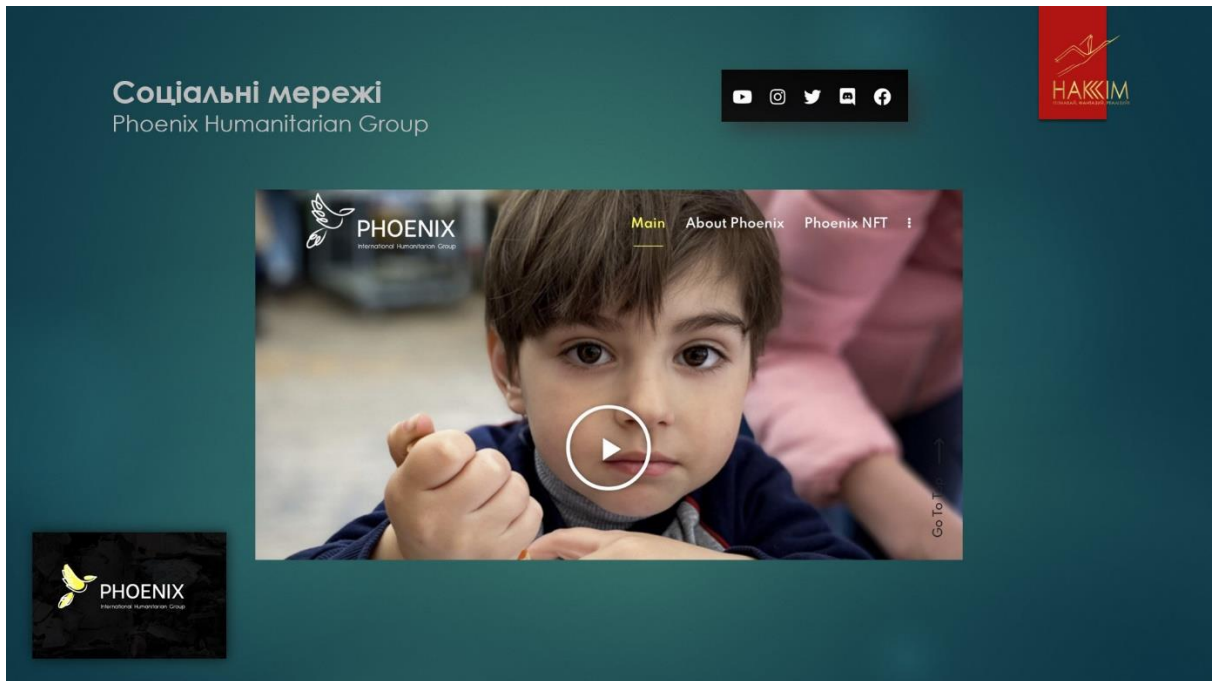 Соціальні мережі
Phoenix Humanitarian Group
НАККІМ
PHOENIX
International Humanitarian Group
Main About Phoenix Phoenix NFT
Go To Top
PHOENIX
International Humanitarian Group